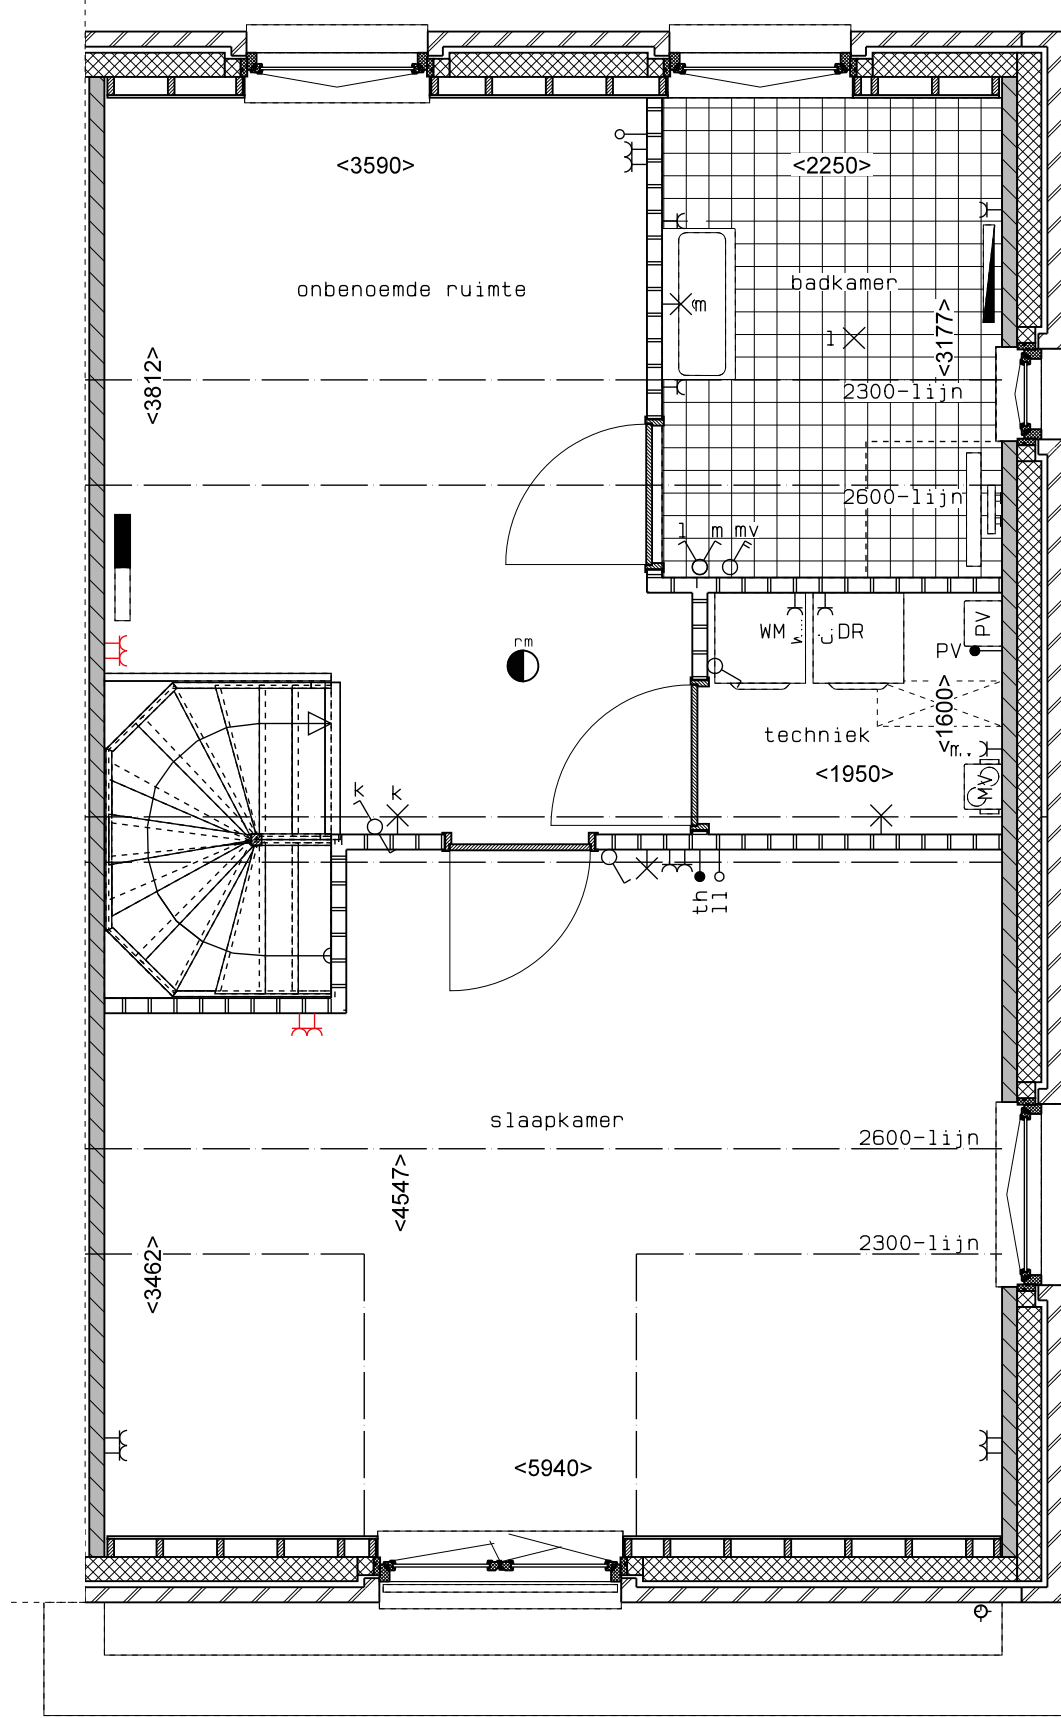 <3590>
<2250>
onbenoemde ruimte
badkamer
m
l
<3177>
<3812>
2300-lijn
2600-lijn
l m mv
rm
WM
DR
PV
PV
<1600>
techniek
<1950>
MV
k
k
th
ll
slaapkamer
2600-lijn
<4547>
2300-lijn
<3462>
<5940>